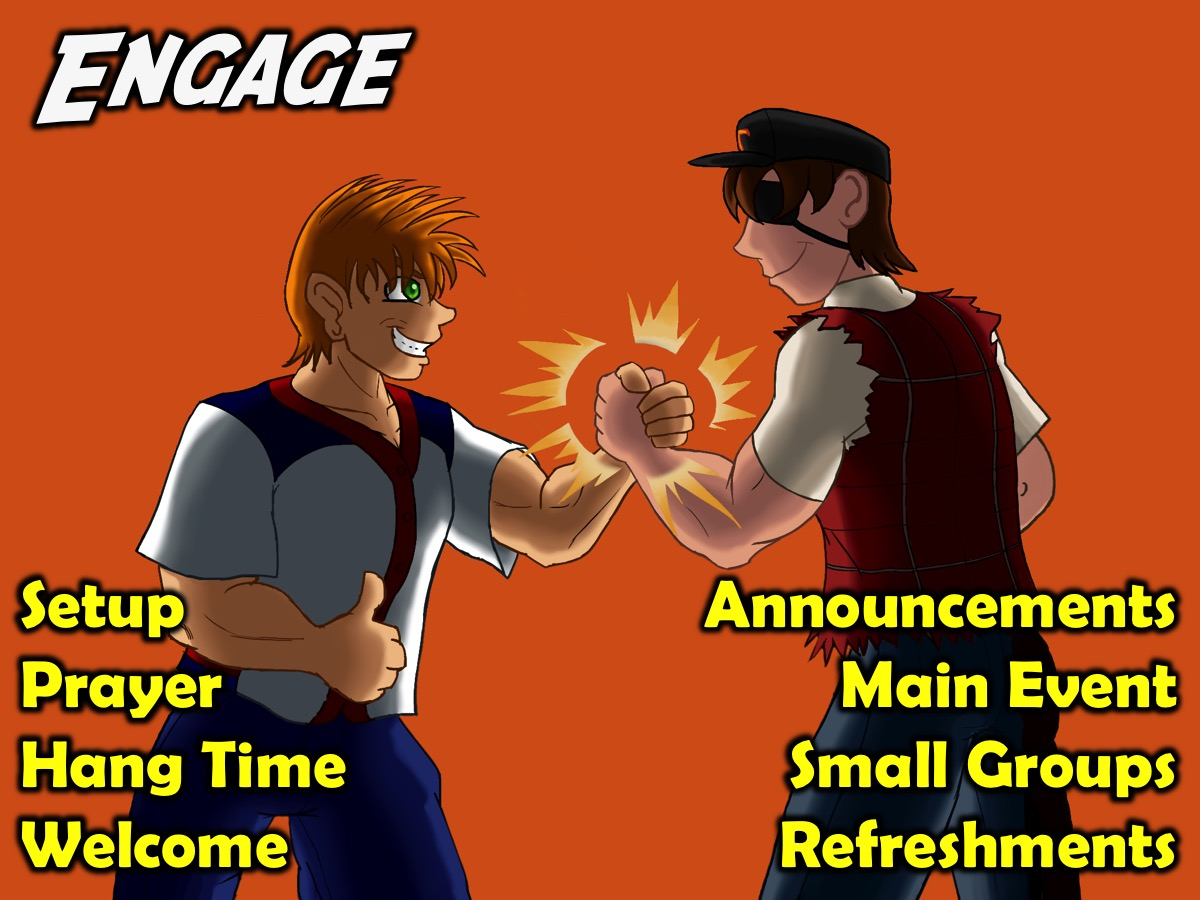 Engage
Setup
Prayer
Hang Time
Welcome
Announcements
Main Event
Small Groups
Refreshments